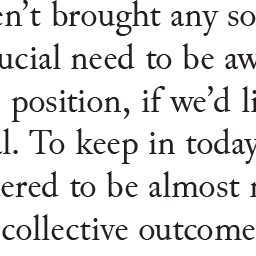 en’t brought any so
ucial need to be aw
position, if we’d li
al. To keep in today
ered to be almost
collective outcome